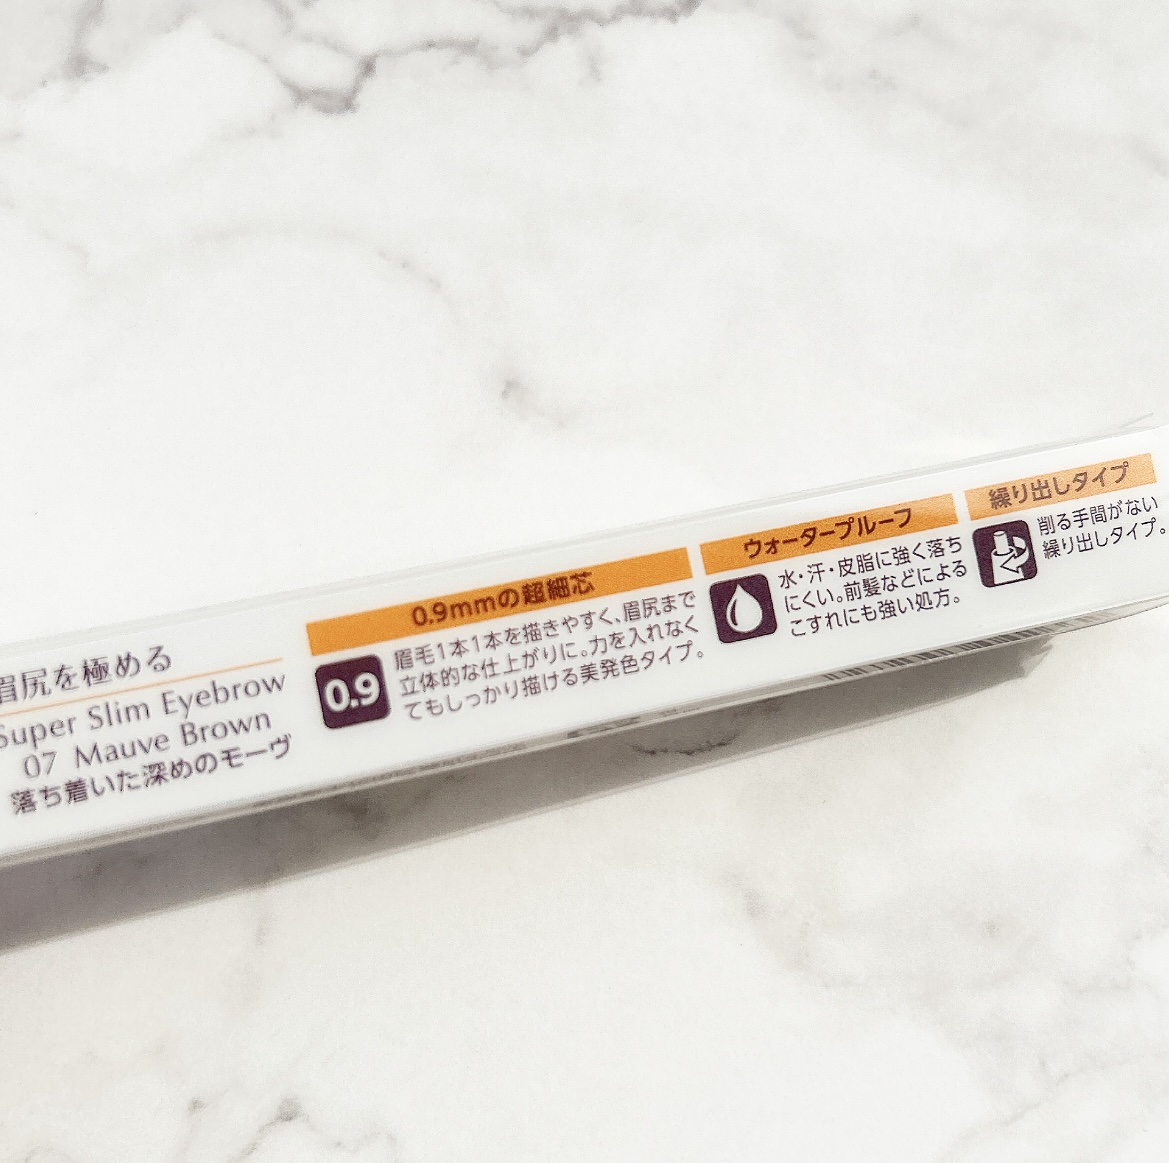 眉尻を極める
Super Slim Eyebrow
07 Mauve Brown
落ち着いた深めのモーヴ
0.9mmの超細芯
0.9
眉毛1本1本を描きやすく、眉尻まで
立体的な仕上がりに。力を入れなく
てもしっかり描ける美発色タイプ。
ウォータープルーフ
水・汗・皮脂に強く落ち
にくい。前髪などによる
こすれにも強い処方。
繰り出しタイプ
削る手間がない
繰り出しタイプ。